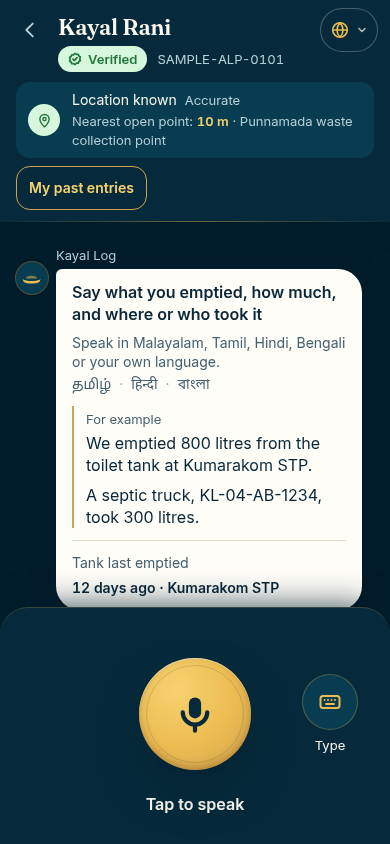 Kayal Rani
Verified
SAMPLE-ALP-0101
Location known Accurate
Nearest open point: 10 m · Punnamada waste
collection point
My past entries
Kayal Log
Say what you emptied, how much,
and where or who took it
Speak in Malayalam, Tamil, Hindi, Bengali
or your own language.
தமிழ் · हिन्दी · বাংলা
For example
We emptied 800 litres from the
toilet tank at Kumarakom STP.
A septic truck, KL-04-AB-1234,
took 300 litres.
Tank last emptied
12 days ago · Kumarakom STP
Type
Tap to speak